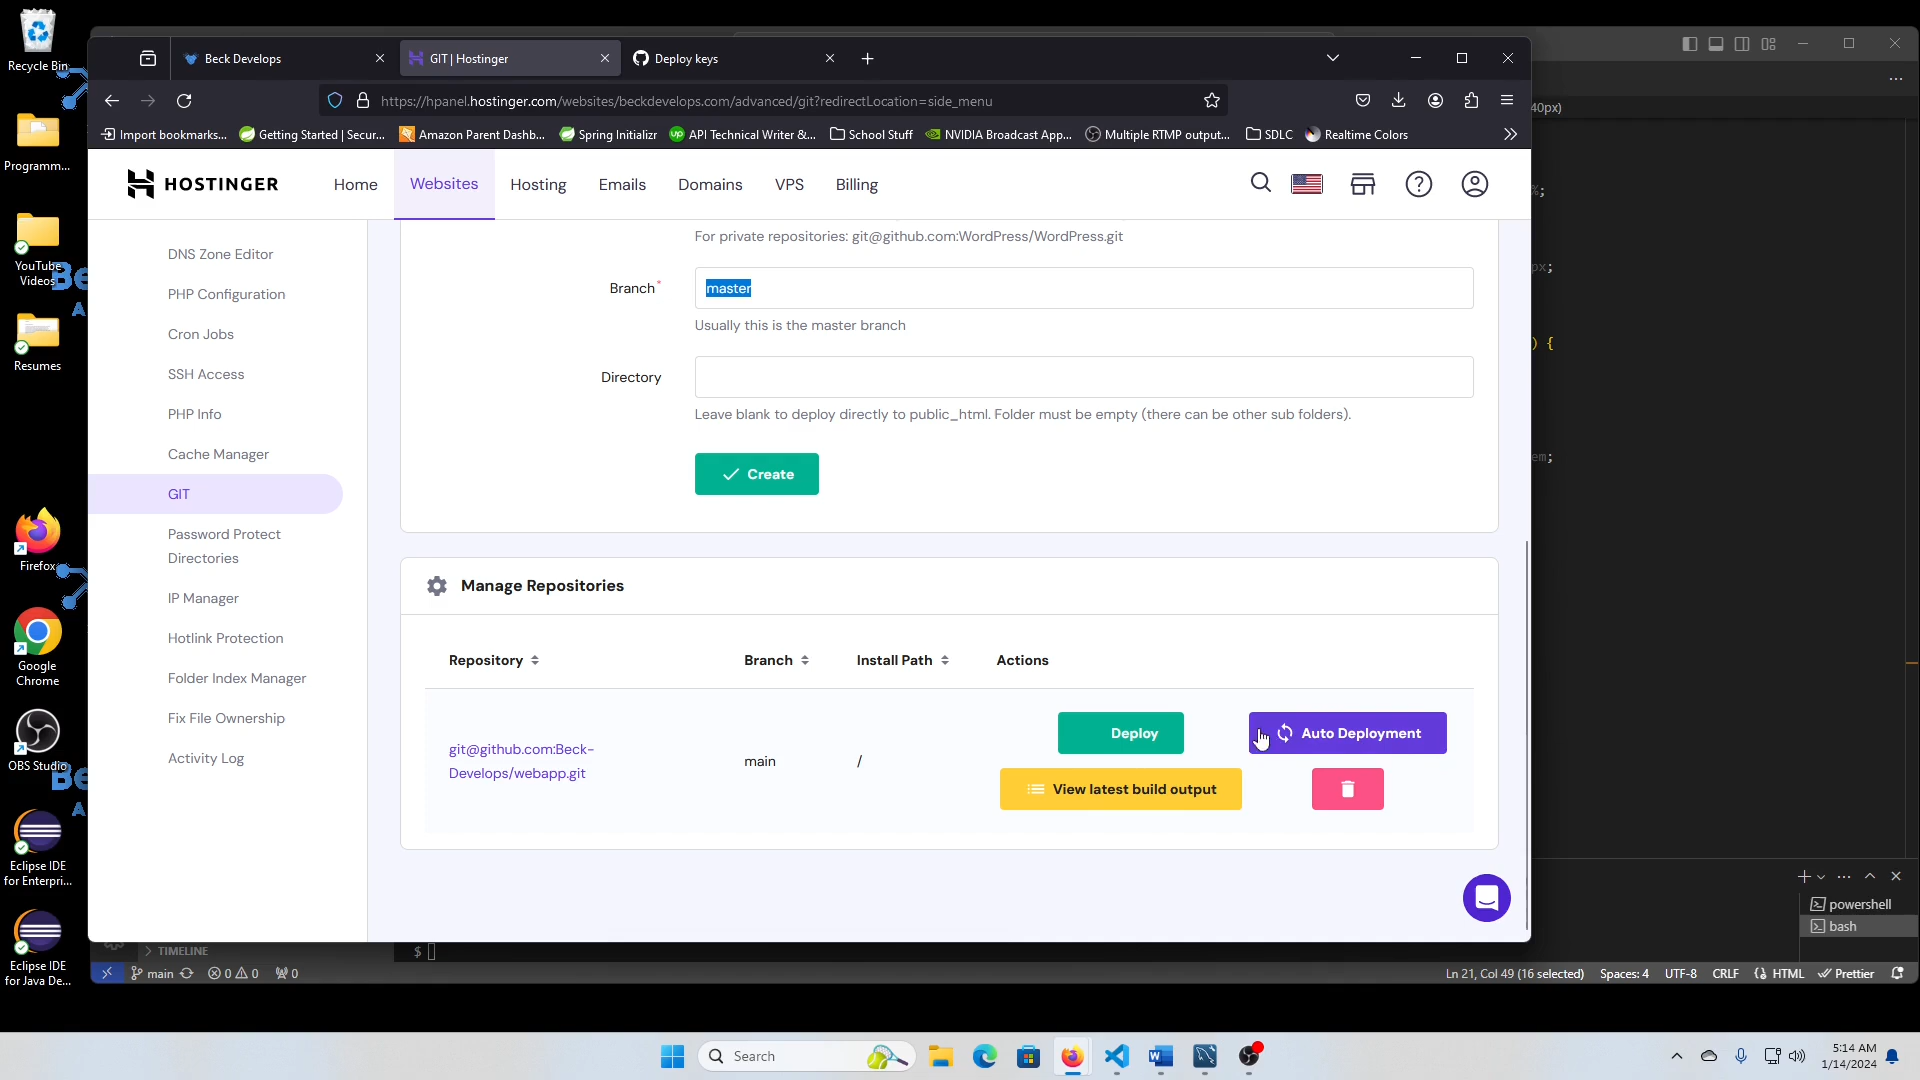 Recycle Bin
Programm...
YouTube
Videos
Resumes
Firefox
Google
Chrome
OBS Studio
Eclipse IDE
for Enterpri...
Eclipse IDE
for Java De...
Beck Develops
GIT | Hostinger
Deploy keys
https://hpanel.hostinger.com/websites/beckdevelops.com/advanced/git?redirectLocation=side_menu
Import bookmarks...
Getting Started | Secur...
Amazon Parent Dashb...
Spring Initializr
API Technical Writer &...
School Stuff
NVIDIA Broadcast App...
Multiple RTMP output...
SDLC
Realtime Colors
HOSTINGER
Home
Websites
Hosting
Emails
Domains
VPS
Billing
DNS Zone Editor
PHP Configuration
Cron Jobs
SSH Access
PHP Info
Cache Manager
GIT
Password Protect
Directories
IP Manager
Hotlink Protection
Folder Index Manager
Fix File Ownership
Activity Log
For private repositories: git@github.com:WordPress/WordPress.git
Branch*
master
Usually this is the master branch
Directory
Leave blank to deploy directly to public_html. Folder must be empty (there can be other sub folders).
Create
Manage Repositories
Repository
Branch
Install Path
Actions
git@github.com:Beck-
Develops/webapp.git
main
/
Deploy
Auto Deployment
View latest build output
40px)
%;
px;
) {
em;
powershell
bash
TIMELINE
$
main
0
0
0
Ln 21, Col 49 (16 selected)
Spaces: 4
UTF-8
CRLF
HTML
Prettier
Search
5:14 AM
1/14/2024